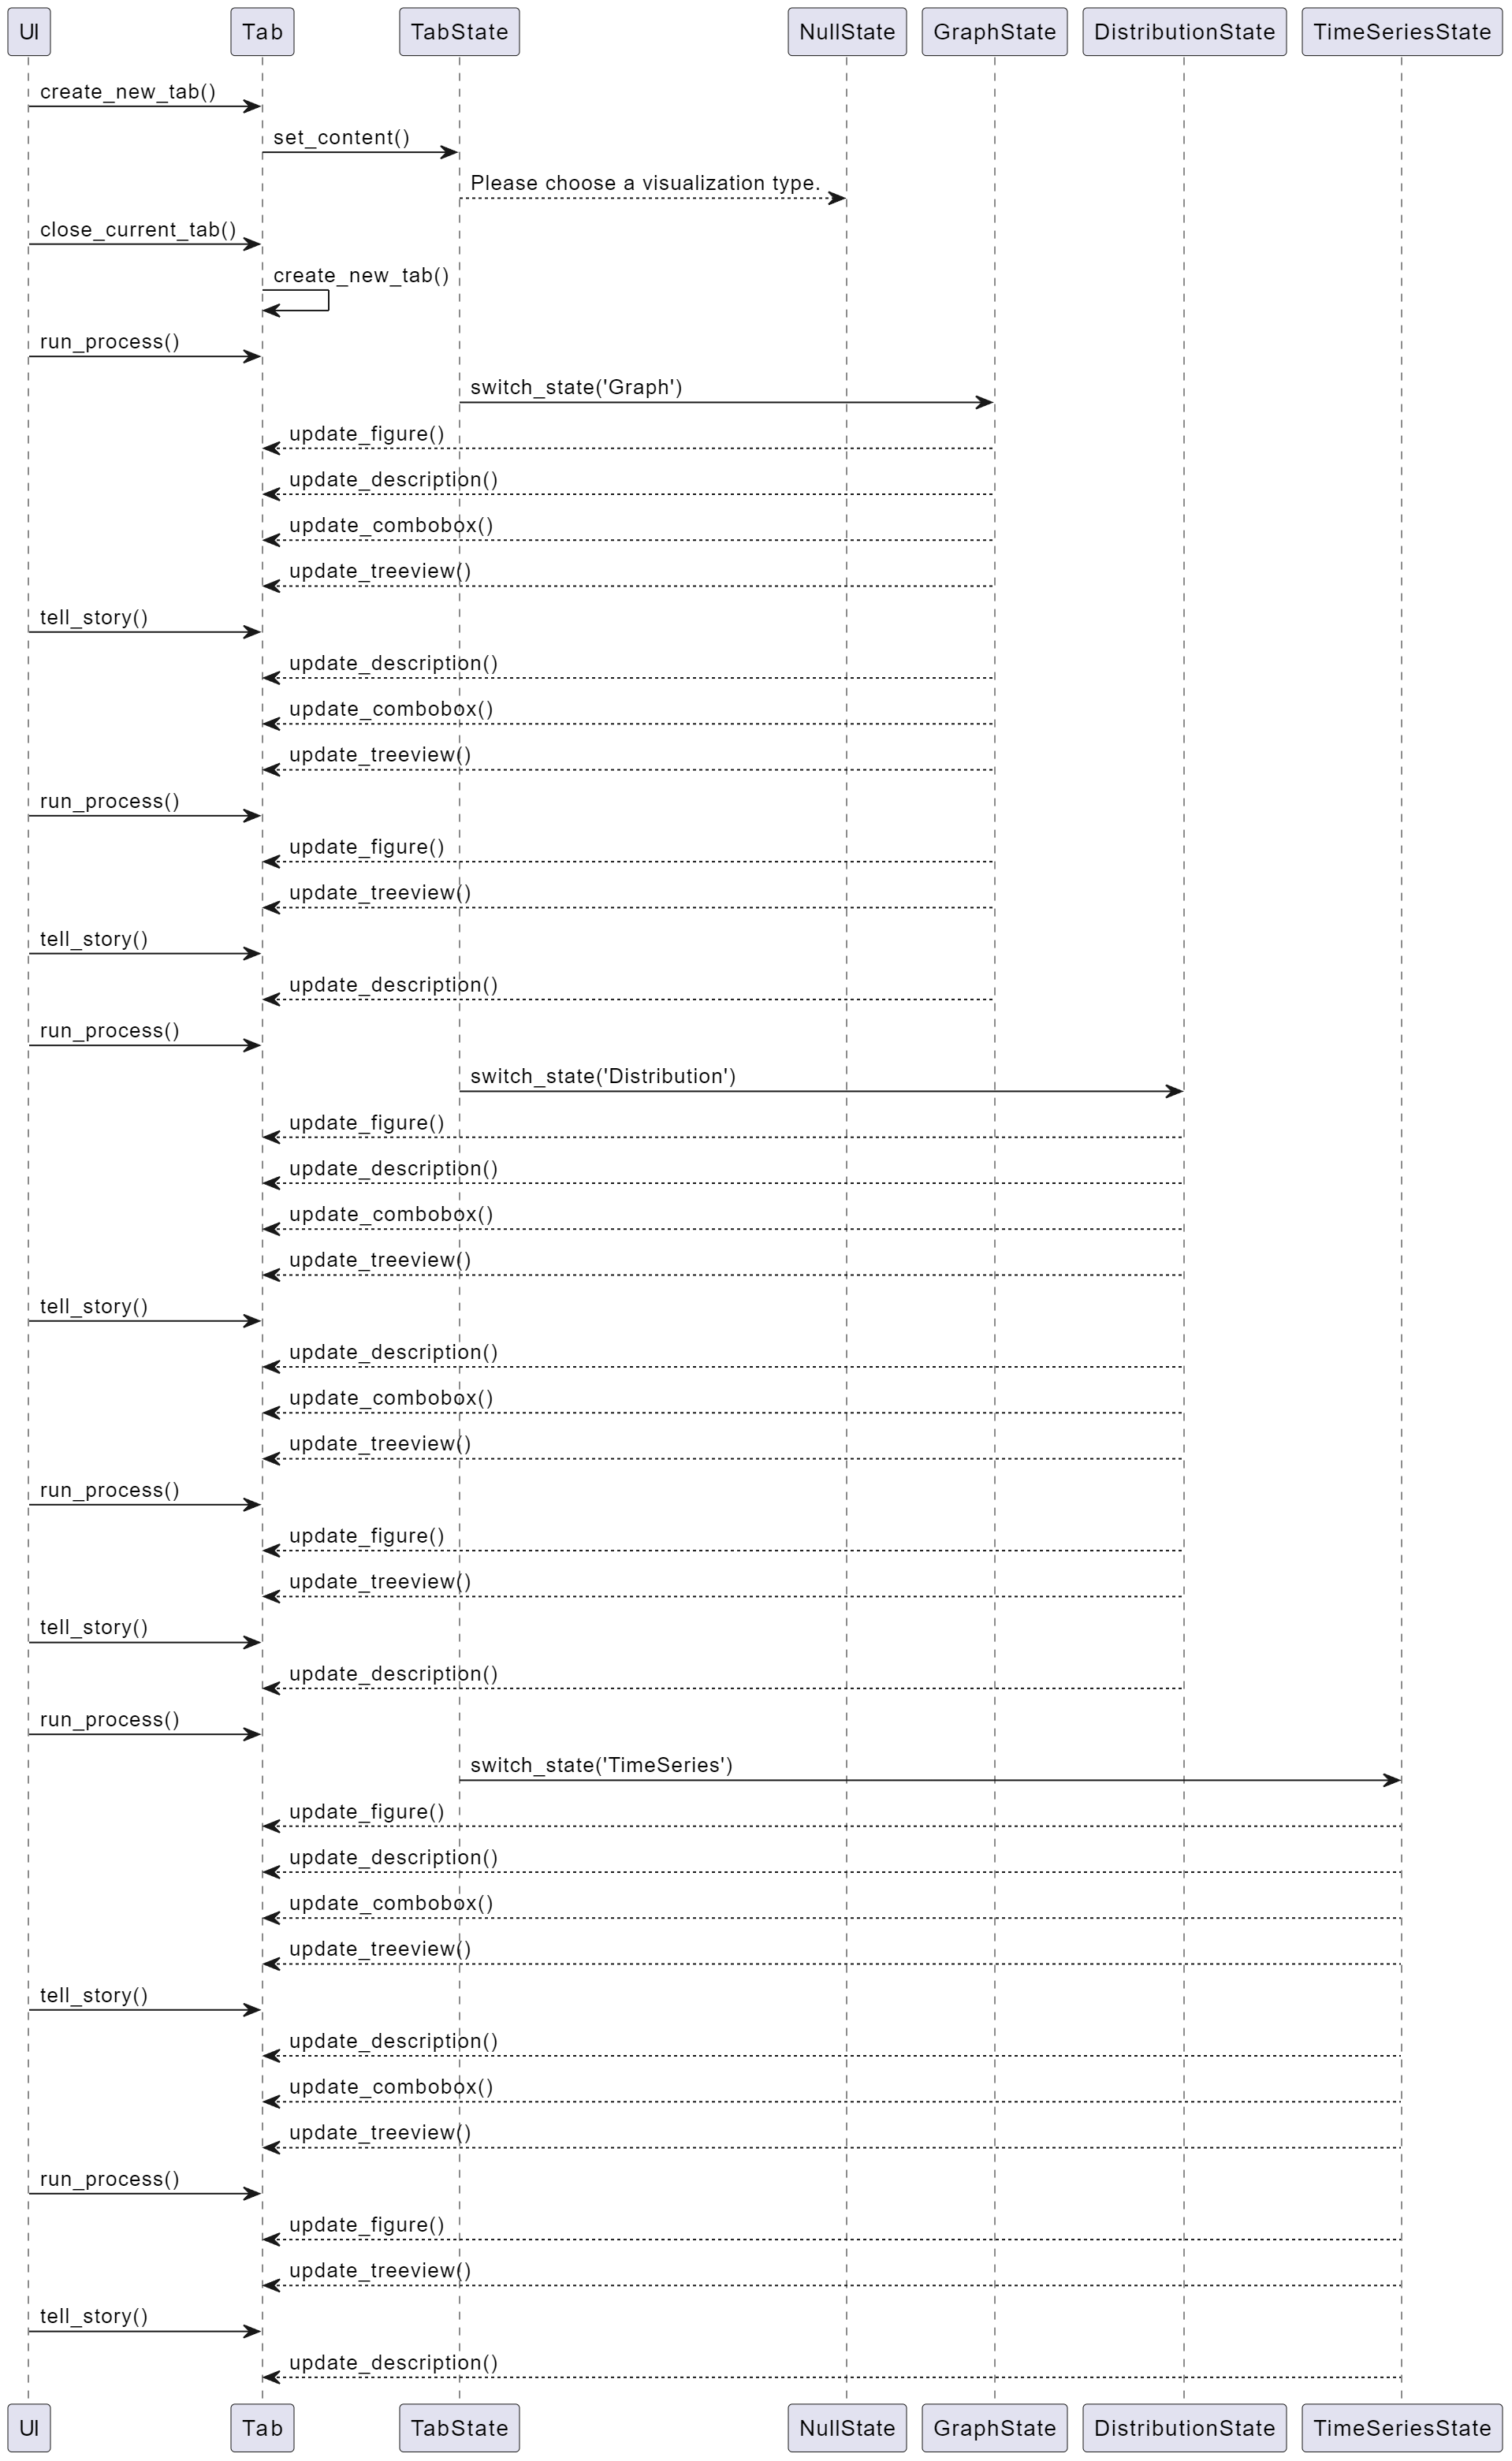 UI Tab TabState NullState GraphState DistributionState TimeSeriesState
create_new_tab()
set_content()
Please choose a visualization type.
close_current_tab()
create_new_tab()
run_process()
switch_state('Graph')
update_figure()
update_description()
update_combobox()
update_treeview()
tell_story()
update_description()
update_combobox()
update_treeview()
run_process()
update_figure()
update_treeview()
tell_story()
update_description()
run_process()
switch_state('Distribution')
update_figure()
update_description()
update_combobox()
update_treeview()
tell_story()
update_description()
update_combobox()
update_treeview()
run_process()
update_figure()
update_treeview()
tell_story()
update_description()
run_process()
switch_state('TimeSeries')
update_figure()
update_description()
update_combobox()
update_treeview()
tell_story()
update_description()
update_combobox()
update_treeview()
run_process()
update_figure()
update_treeview()
tell_story()
update_description()
UI Tab TabState NullState GraphState DistributionState TimeSeriesState